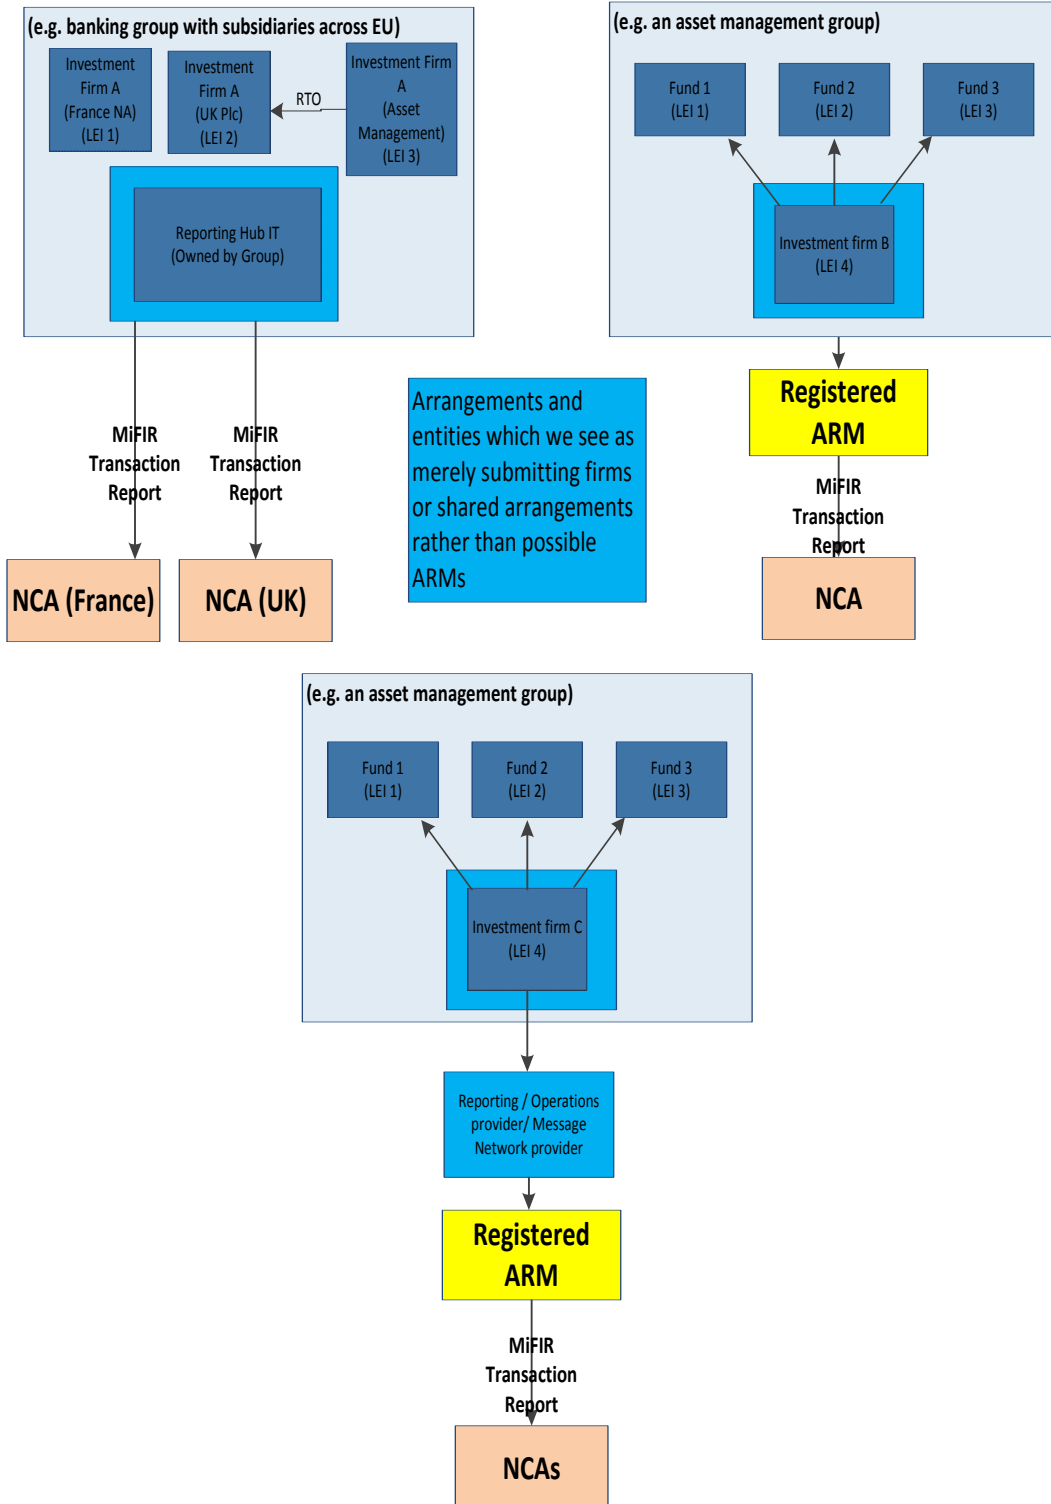 (e.g. banking group with subsidiaries across EU)
Investment
Firm A
(France NA)
(LEI 1)
Investment
Firm A
(UK Plc)
(LEI 2)
RTO
Investment Firm
A
(Asset
Management)
(LEI 3)
Reporting Hub IT
(Owned by Group)
MiFIR
Transaction
Report
MiFIR
Transaction
Report
NCA (France)
NCA (UK)
Arrangements and
entities which we see as
merely submitting firms
or shared arrangements
rather than possible
ARMs
(e.g. an asset management group)
Fund 1
(LEI 1)
Fund 2
(LEI 2)
Fund 3
(LEI 3)
Investment firm B
(LEI 4)
Registered
ARM
MiFIR
Transaction
Report
NCA
(e.g. an asset management group)
Fund 1
(LEI 1)
Fund 2
(LEI 2)
Fund 3
(LEI 3)
Investment firm C
(LEI 4)
Reporting / Operations
provider/ Message
Network provider
Registered
ARM
MiFIR
Transaction
Report
NCAs